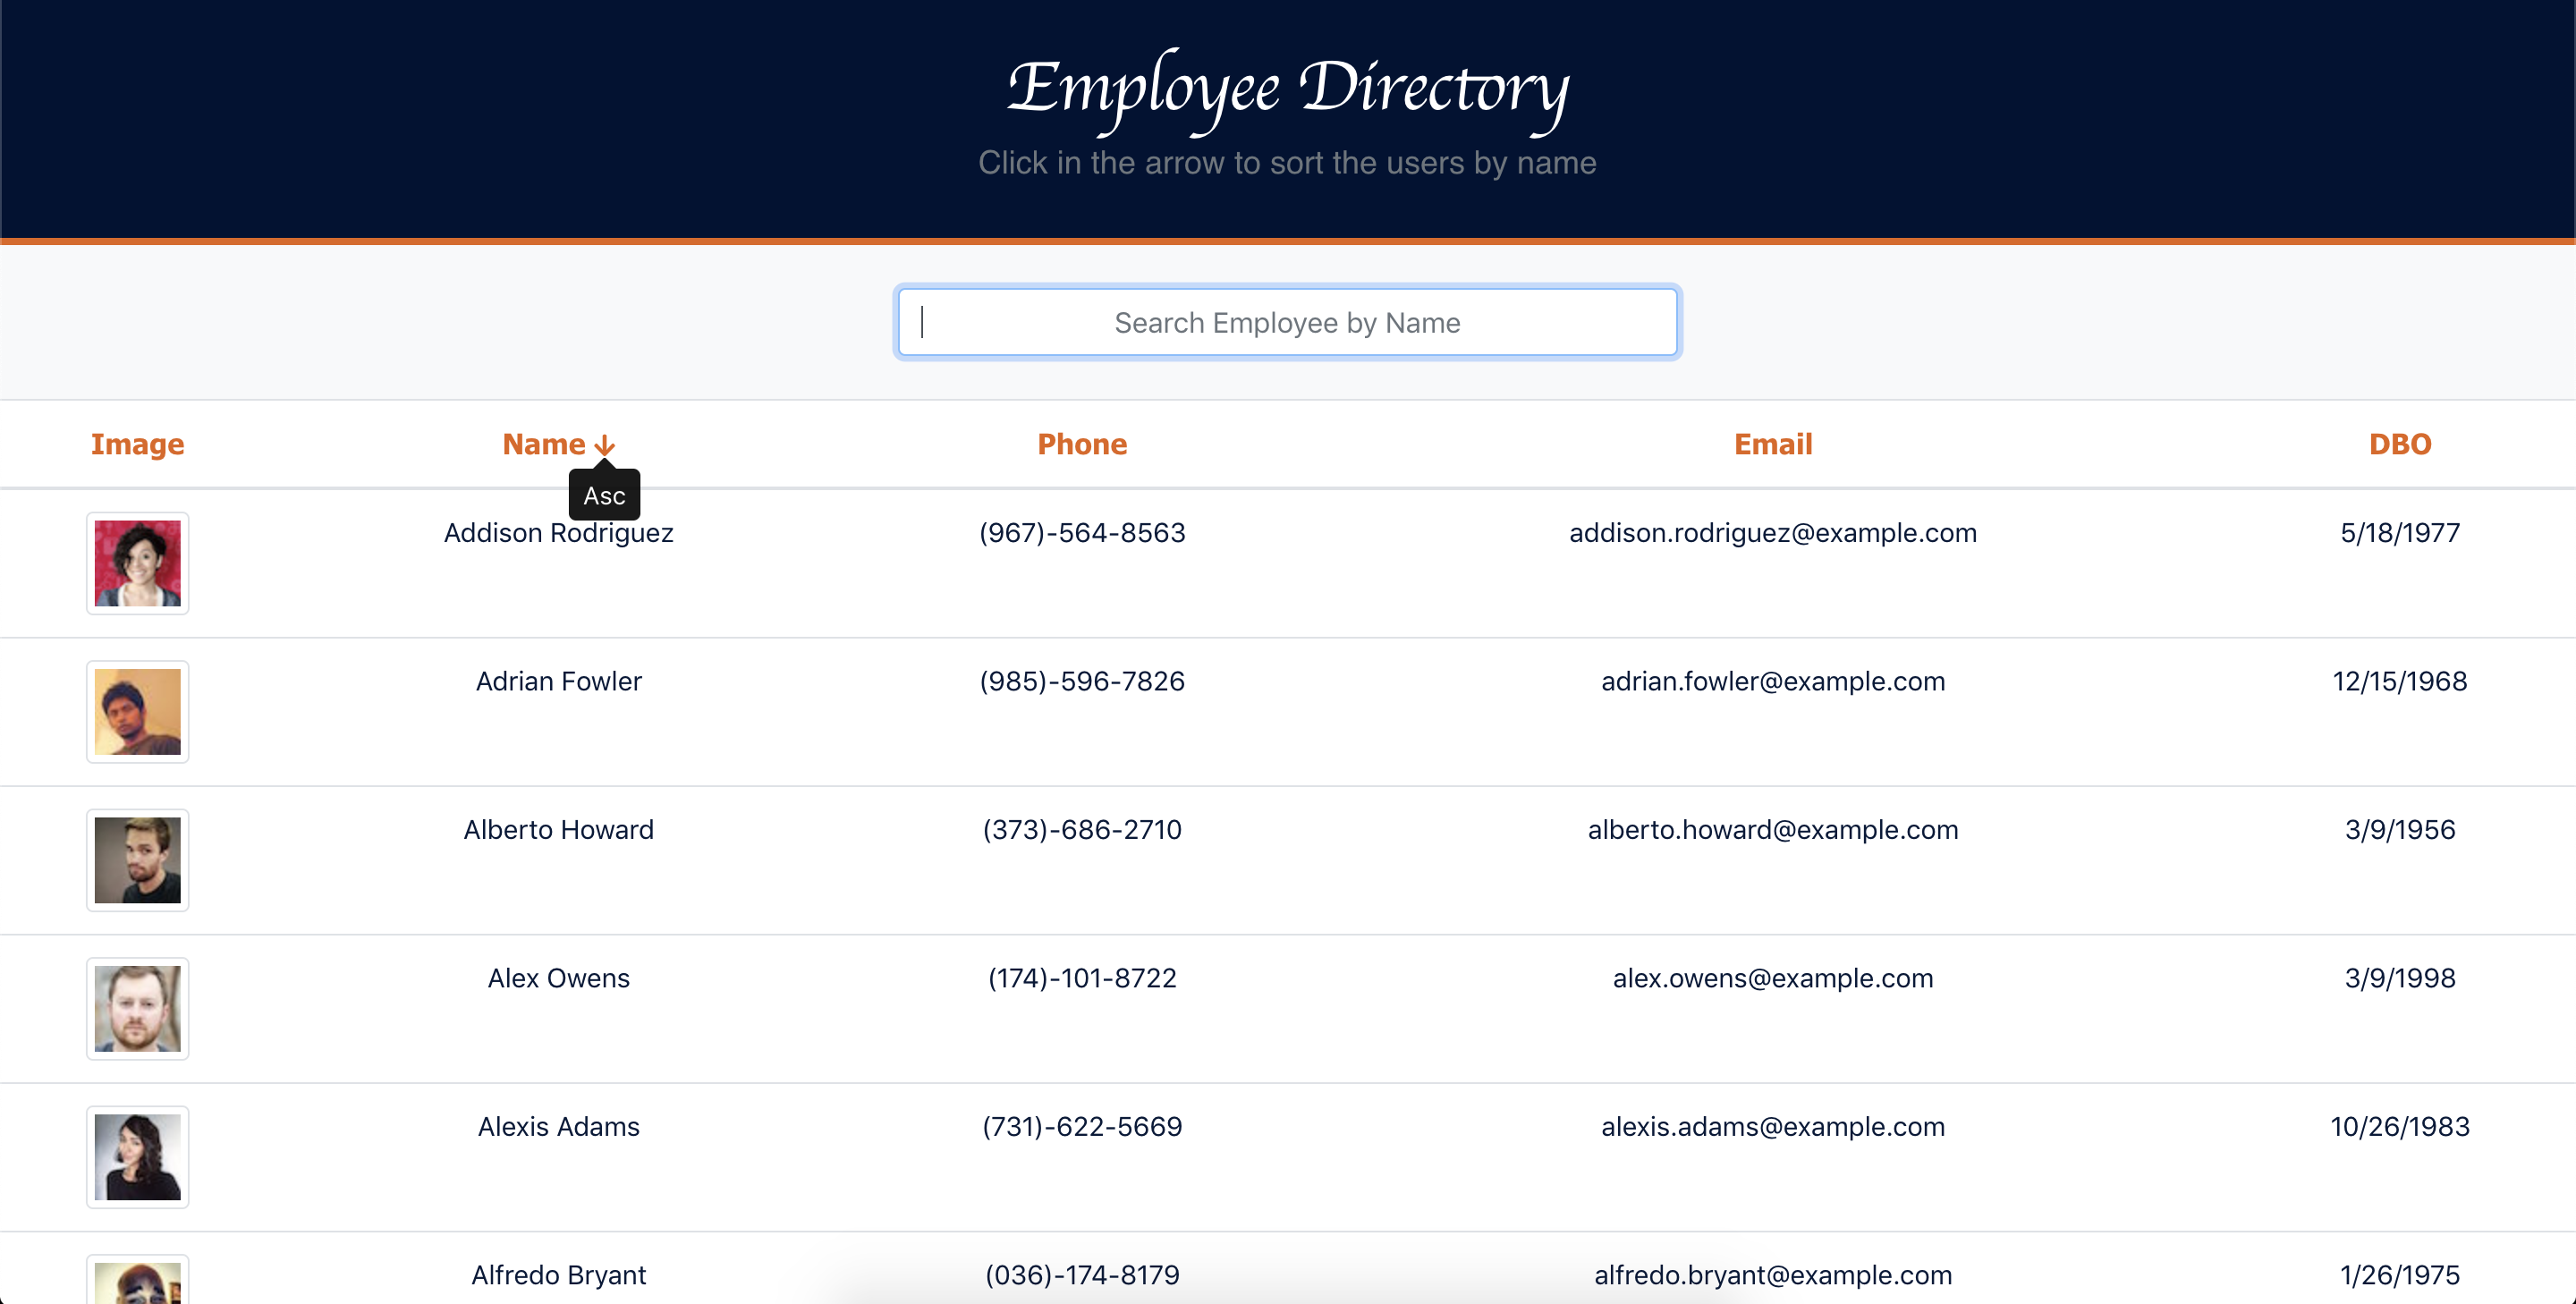 Employee Directory
Click in the arrow to sort the users by name
Search Employee by Name
Image Name Phone Email DBO
Asc
Addison Rodriguez (967)-564-8563 addison.rodriguez@example.com 5/18/1977
Adrian Fowler (985)-596-7826 adrian.fowler@example.com 12/15/1968
Alberto Howard (373)-686-2710 alberto.howard@example.com 3/9/1956
Alex Owens (174)-101-8722 alex.owens@example.com 3/9/1998
Alexis Adams (731)-622-5669 alexis.adams@example.com 10/26/1983
Alfredo Bryant (036)-174-8179 alfredo.bryant@example.com 1/26/1975